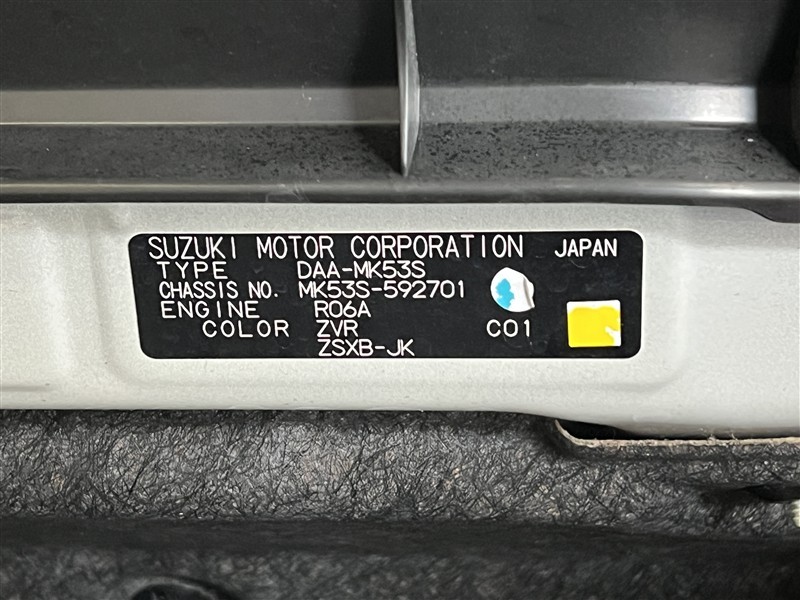 SUZUKI MOTOR CORPORATION JAPAN
TYPE DAA-MK53S
CHASSIS NO. MK53S-592701
ENGINE R06A
COLOR ZVR C01
ZSXB-JK